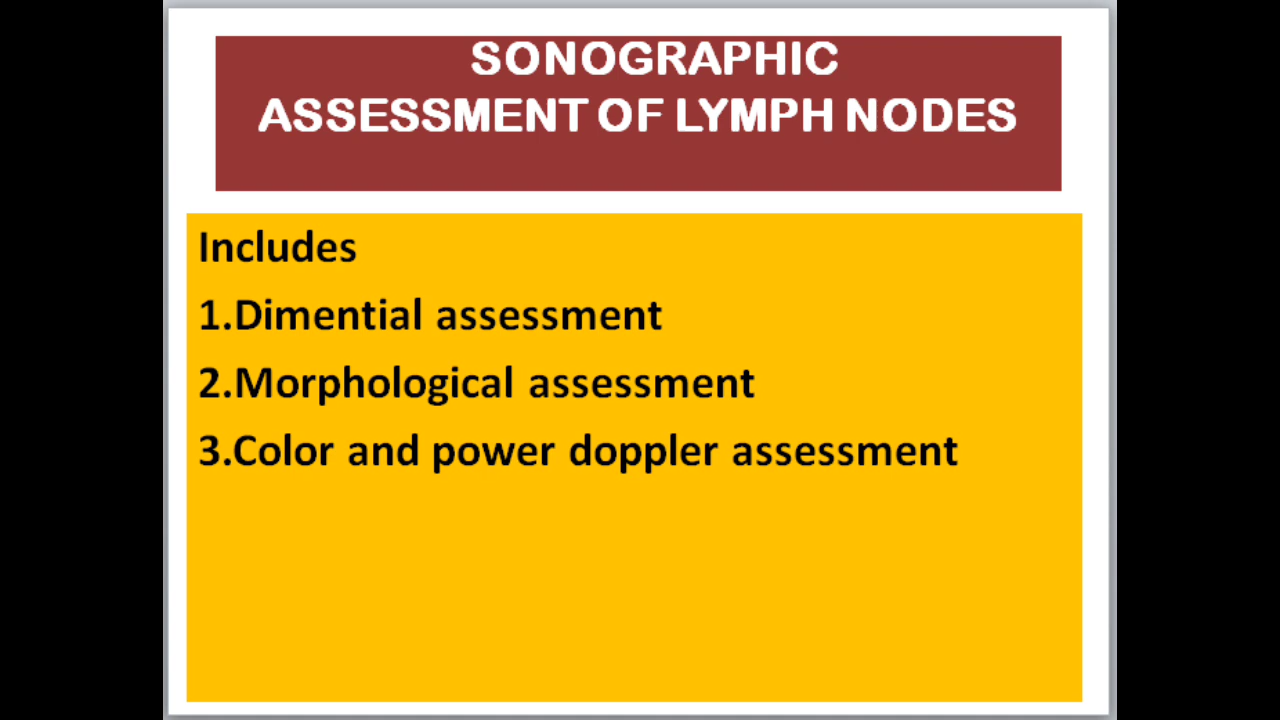 SONOGRAPHIC
ASSESSMENT OF LYMPH NODES
Includes
1.Dimential assessment
2.Morphological assessment
3.Color and power doppler assessment